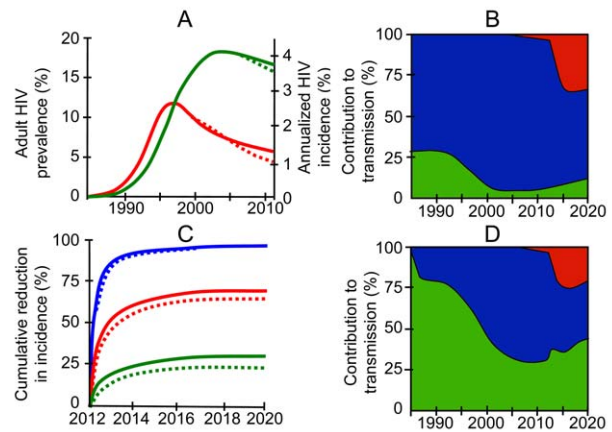 A
Adult HIV
prevalence (%)
20
15
10
5
0
1990
2000
2010
4
3
2
1
0
Annualized HIV
incidence (%)
B
Contribution to
transmission (%)
100
75
50
25
0
1990
2000
2010
2020
C
Cumulative reduction
in incidence (%)
100
75
50
25
0
2012
2014
2016
2018
2020
D
Contribution to
transmission (%)
100
75
50
25
0
1990
2000
2010
2020